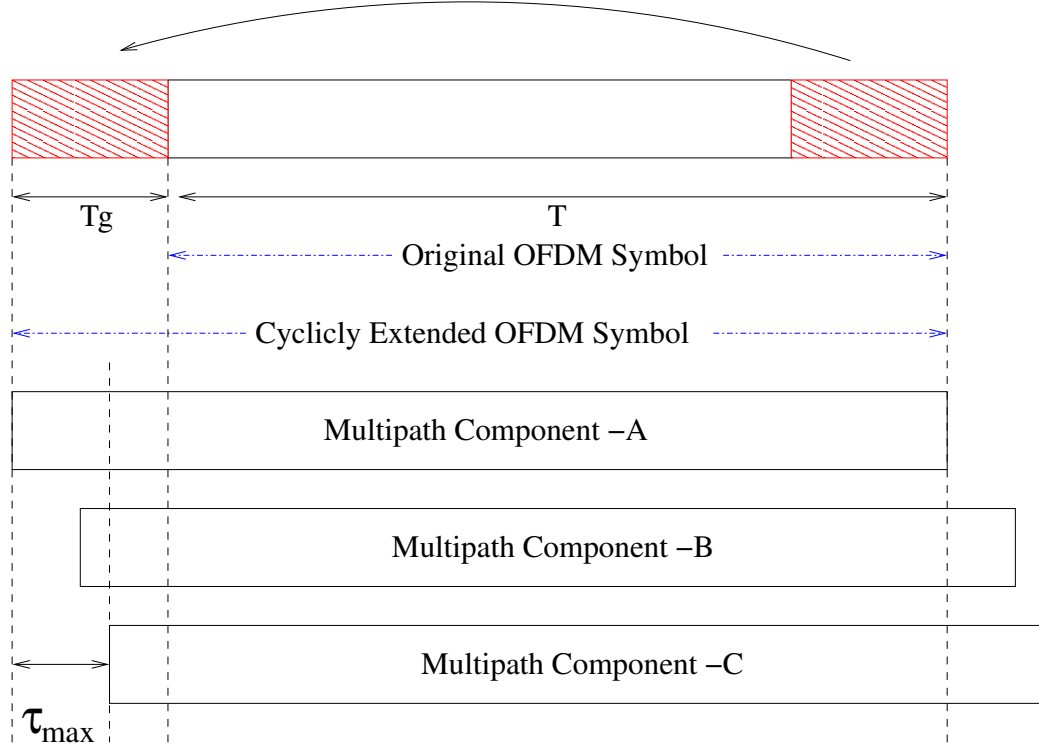 Tg
T
Original OFDM Symbol
Cyclicly Extended OFDM Symbol
Multipath Component −A
Multipath Component −B
Multipath Component −C
τmax